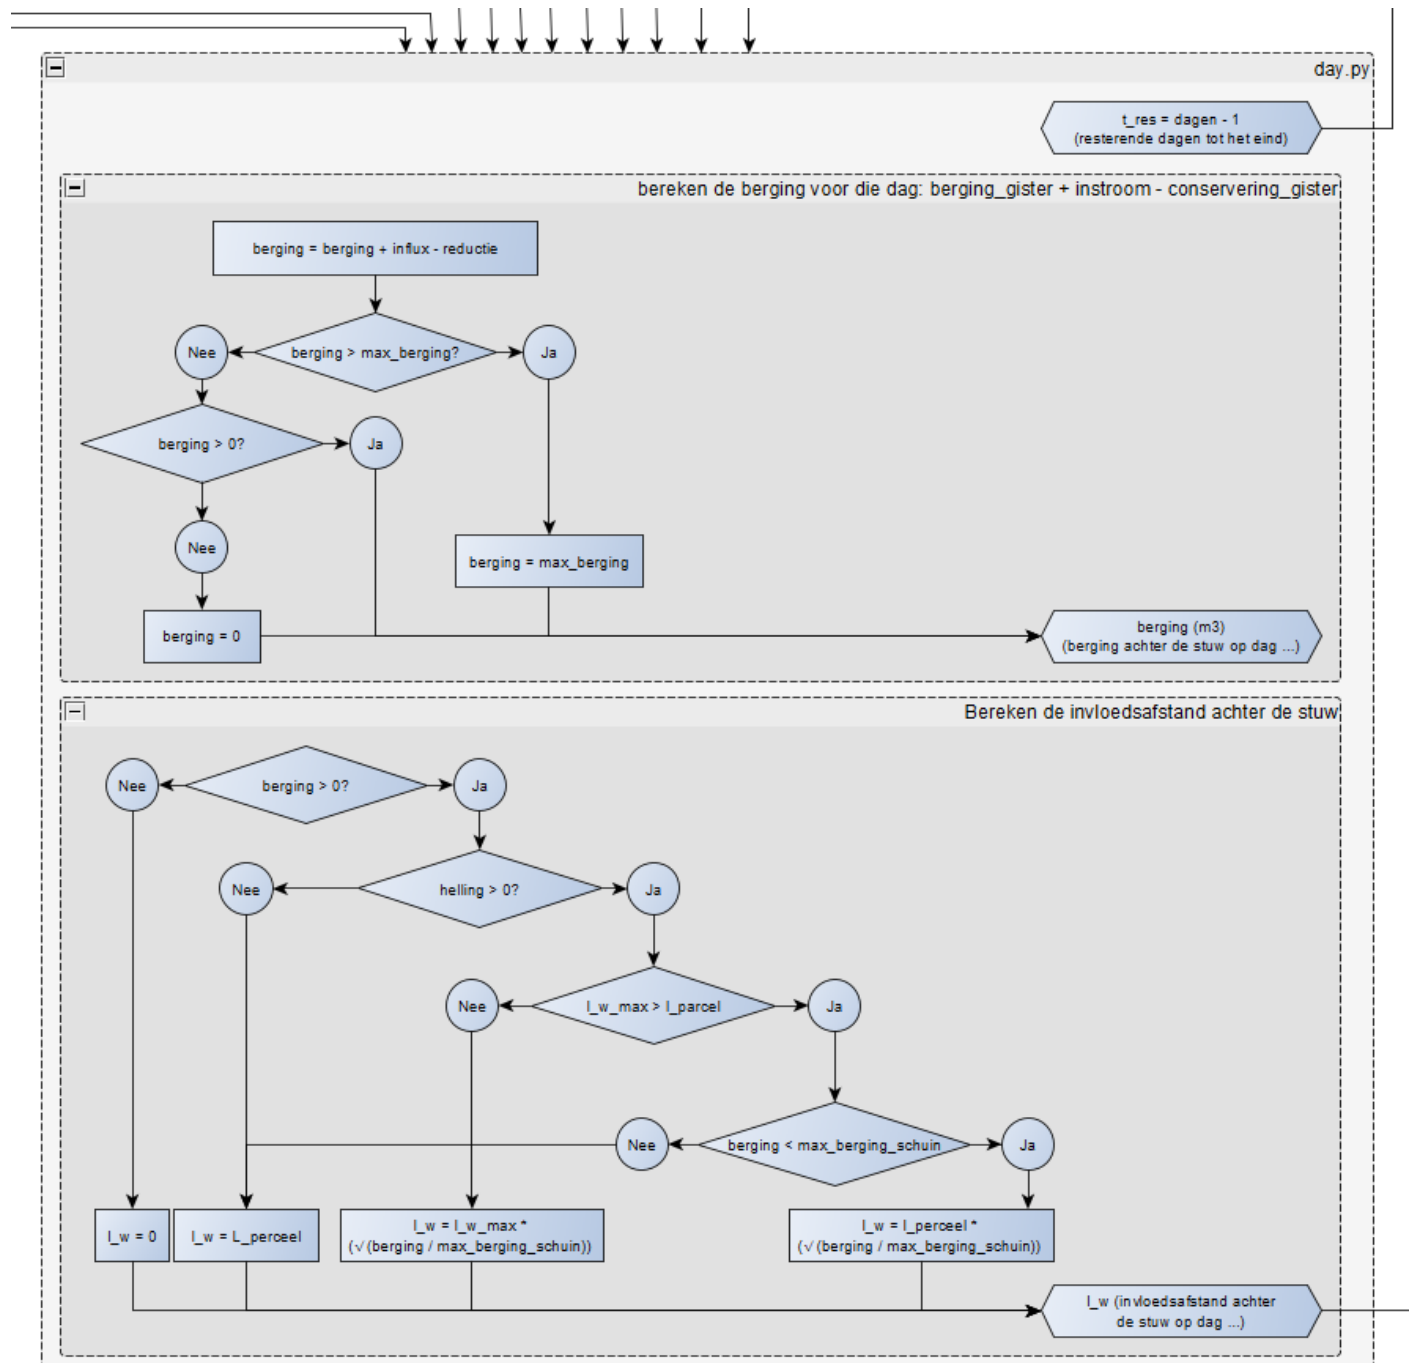 day.py
t_res = dagen - 1
(resterende dagen tot het eind)
bereken de berging voor die dag: berging_gister + instroom - conservering_gister
berging = berging + influx - reductie
Nee
berging > max_berging?
Ja
berging > 0?
Ja
Nee
berging = max_berging
berging = 0
berging (m3)
(berging achter de stuw op dag ...)
Bereken de invloedsafstand achter de stuw
Nee
berging > 0?
Ja
Nee
helling > 0?
Ja
Nee
l_w_max > l_parcel
Ja
Nee
berging < max_berging_schuin
Ja
l_w = 0
l_w = L_perceel
l_w = l_w_max *
(√(berging / max_berging_schuin))
l_w = l_perceel *
(√(berging / max_berging_schuin))
l_w (invloedsafstand achter
de stuw op dag ...)